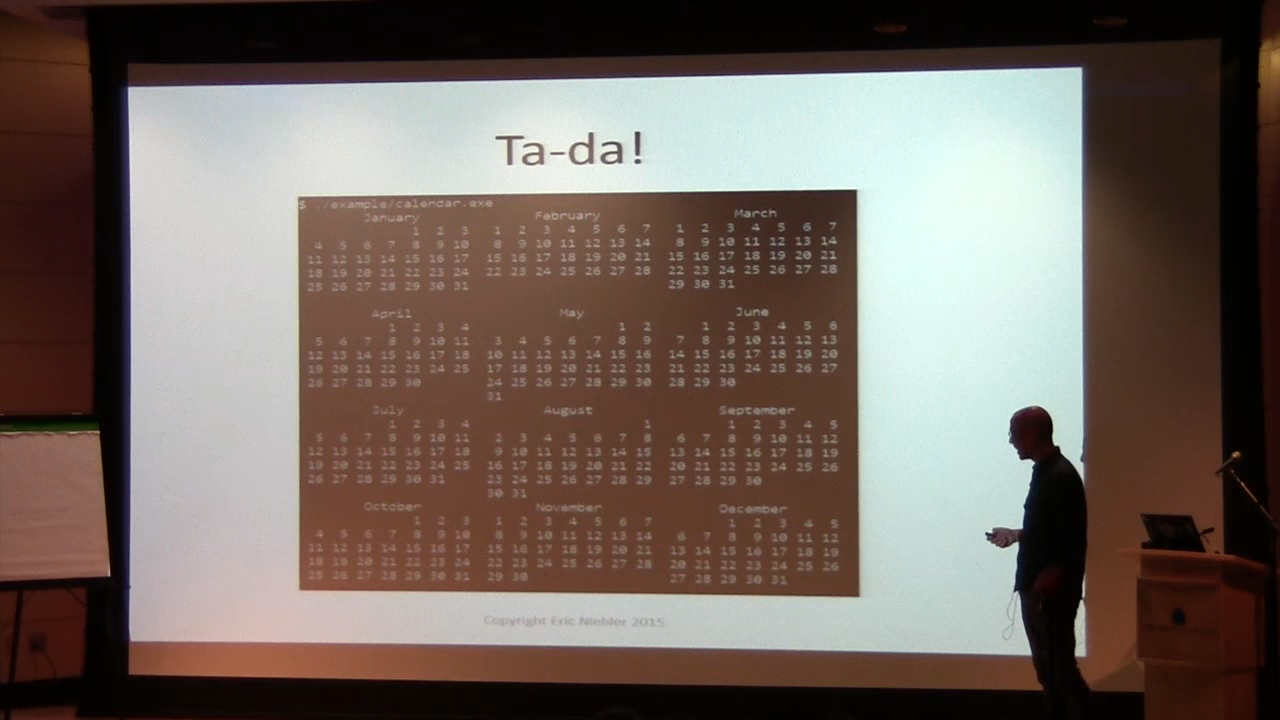 Ta-da!
$ ./example/calendar.exe
January February March
1 2 3 1 2 3 4 5 6 7 1 2 3 4 5 6 7
4 5 6 7 8 9 10 8 9 10 11 12 13 14 8 9 10 11 12 13 14
11 12 13 14 15 16 17 15 16 17 18 19 20 21 15 16 17 18 19 20 21
18 19 20 21 22 23 24 22 23 24 25 26 27 28 22 23 24 25 26 27 28
25 26 27 28 29 30 31 29 30 31
April May June
1 2 3 4 1 2 1 2 3 4 5 6
5 6 7 8 9 10 11 3 4 5 6 7 8 9 7 8 9 10 11 12 13
12 13 14 15 16 17 18 10 11 12 13 14 15 16 14 15 16 17 18 19 20
19 20 21 22 23 24 25 17 18 19 20 21 22 23 21 22 23 24 25 26 27
26 27 28 29 30 24 25 26 27 28 29 30 28 29 30
31
July August September
1 2 3 4 1 1 2 3 4 5
5 6 7 8 9 10 11 2 3 4 5 6 7 8 6 7 8 9 10 11 12
12 13 14 15 16 17 18 9 10 11 12 13 14 15 13 14 15 16 17 18 19
19 20 21 22 23 24 25 16 17 18 19 20 21 22 20 21 22 23 24 25 26
26 27 28 29 30 31 23 24 25 26 27 28 29 27 28 29 30
30 31
October November December
1 2 3 1 2 3 4 5 6 7 1 2 3 4 5
4 5 6 7 8 9 10 8 9 10 11 12 13 14 6 7 8 9 10 11 12
11 12 13 14 15 16 17 15 16 17 18 19 20 21 13 14 15 16 17 18 19
18 19 20 21 22 23 24 22 23 24 25 26 27 28 20 21 22 23 24 25 26
25 26 27 28 29 30 31 29 30 27 28 29 30 31
Copyright Eric Niebler 2015